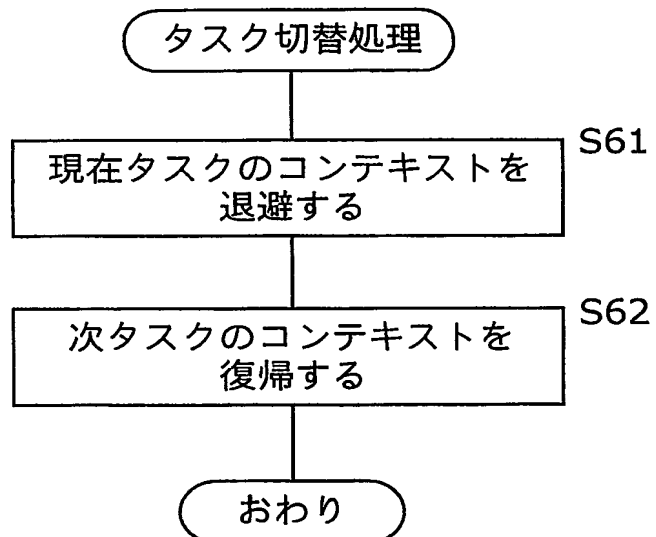 タスク切替処理
S61
現在タスクのコンテキストを
退避する
S62
次タスクのコンテキストを
復帰する
おわり